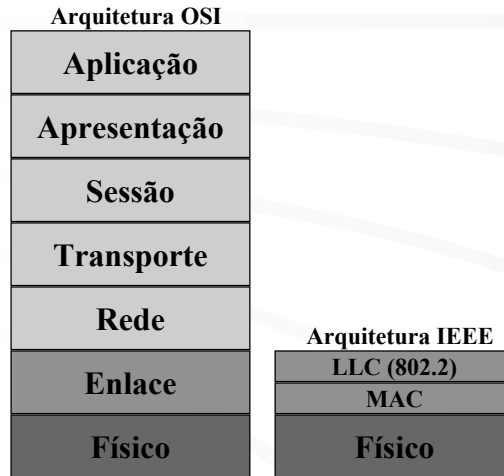 Arquitetura OSI
Aplicação
Apresentação
Sessão
Transporte
Rede
Enlace
Físico
Arquitetura IEEE
LLC (802.2)
MAC
Físico